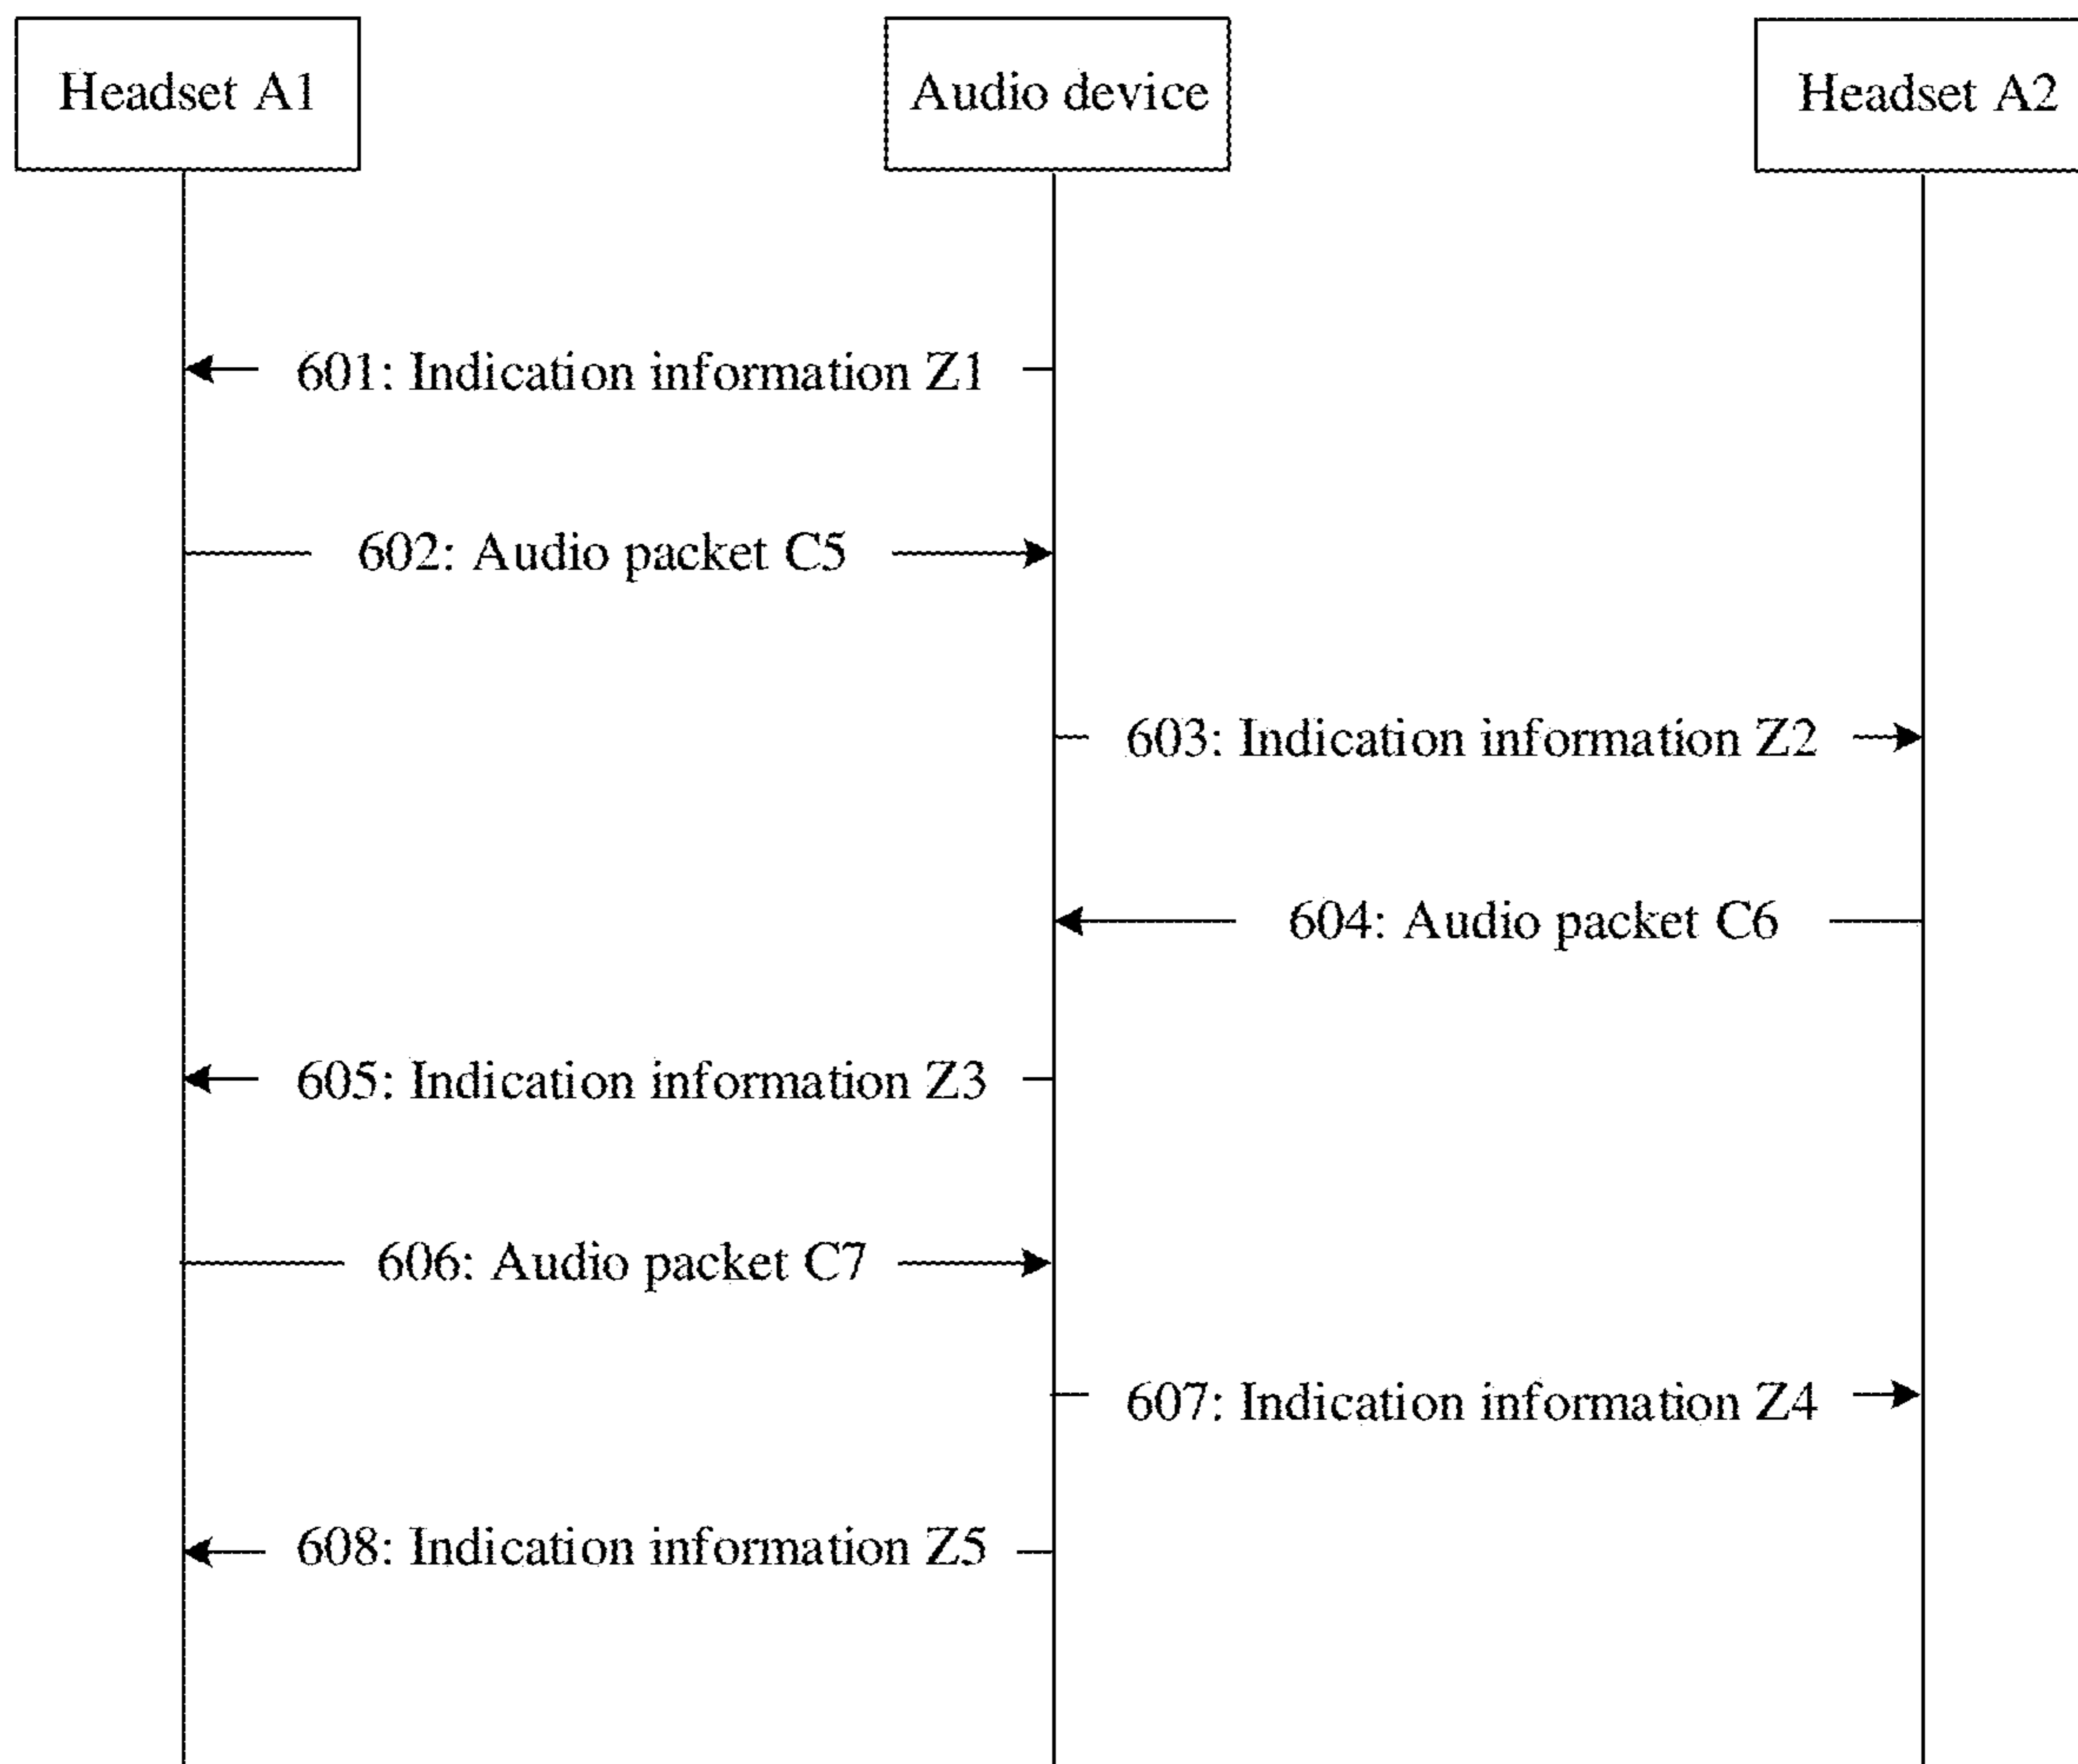 Headset A1
Audio device
Headset A2
601: Indication information Z1
602: Audio packet C5
603: Indication information Z2
604: Audio packet C6
605: Indication information Z3
606: Audio packet C7
607: Indication information Z4
608: Indication information Z5